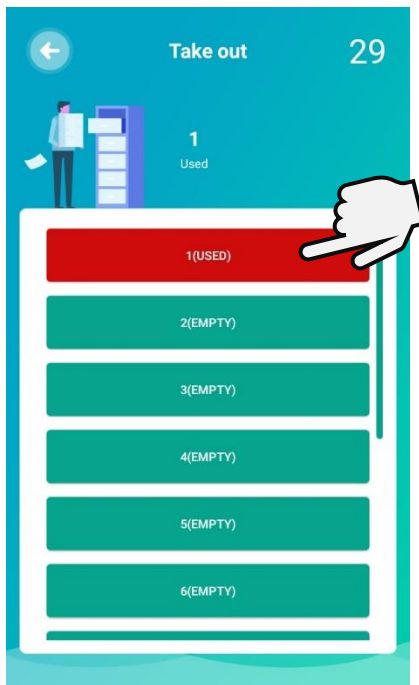 Take out
29
1
Used
1(USED)
2(EMPTY)
3(EMPTY)
4(EMPTY)
5(EMPTY)
6(EMPTY)